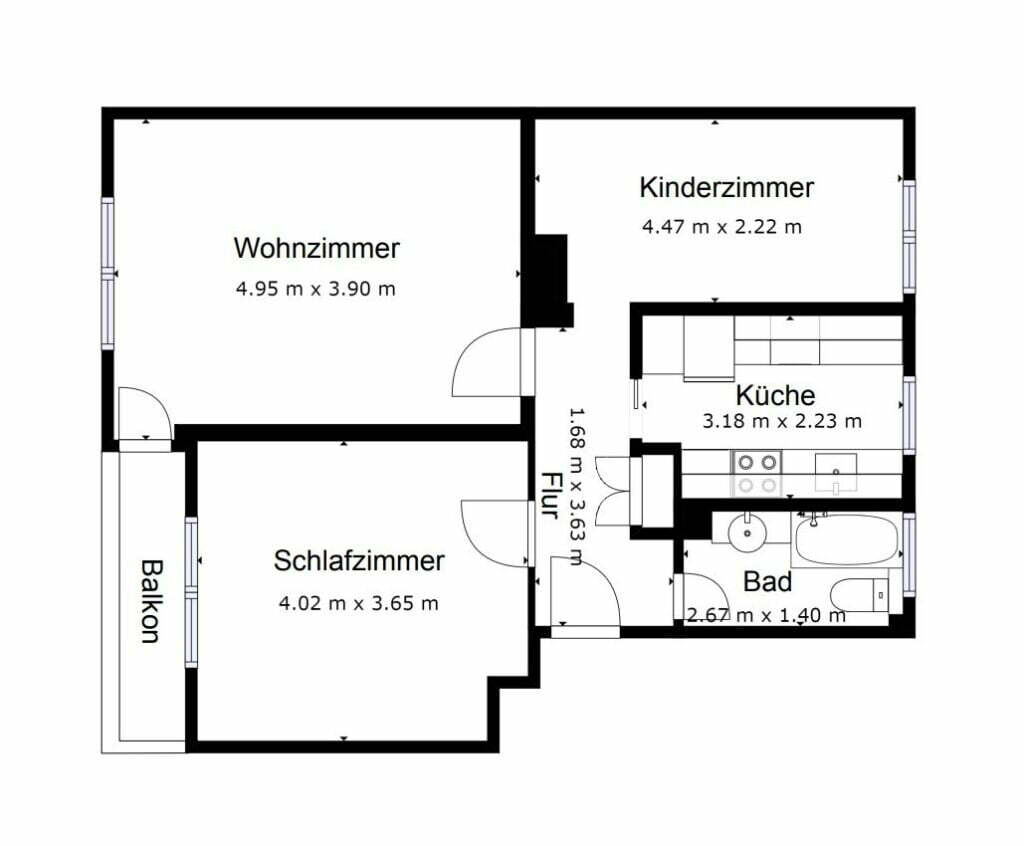 Wohnzimmer
4.95 m x 3.90 m
Kinderzimmer
4.47 m x 2.22 m
Küche
3.18 m x 2.23 m
Flur
1.68 m x 3.63 m
Schlafzimmer
4.02 m x 3.65 m
Balkon
Bad
2.67 m x 1.40 m